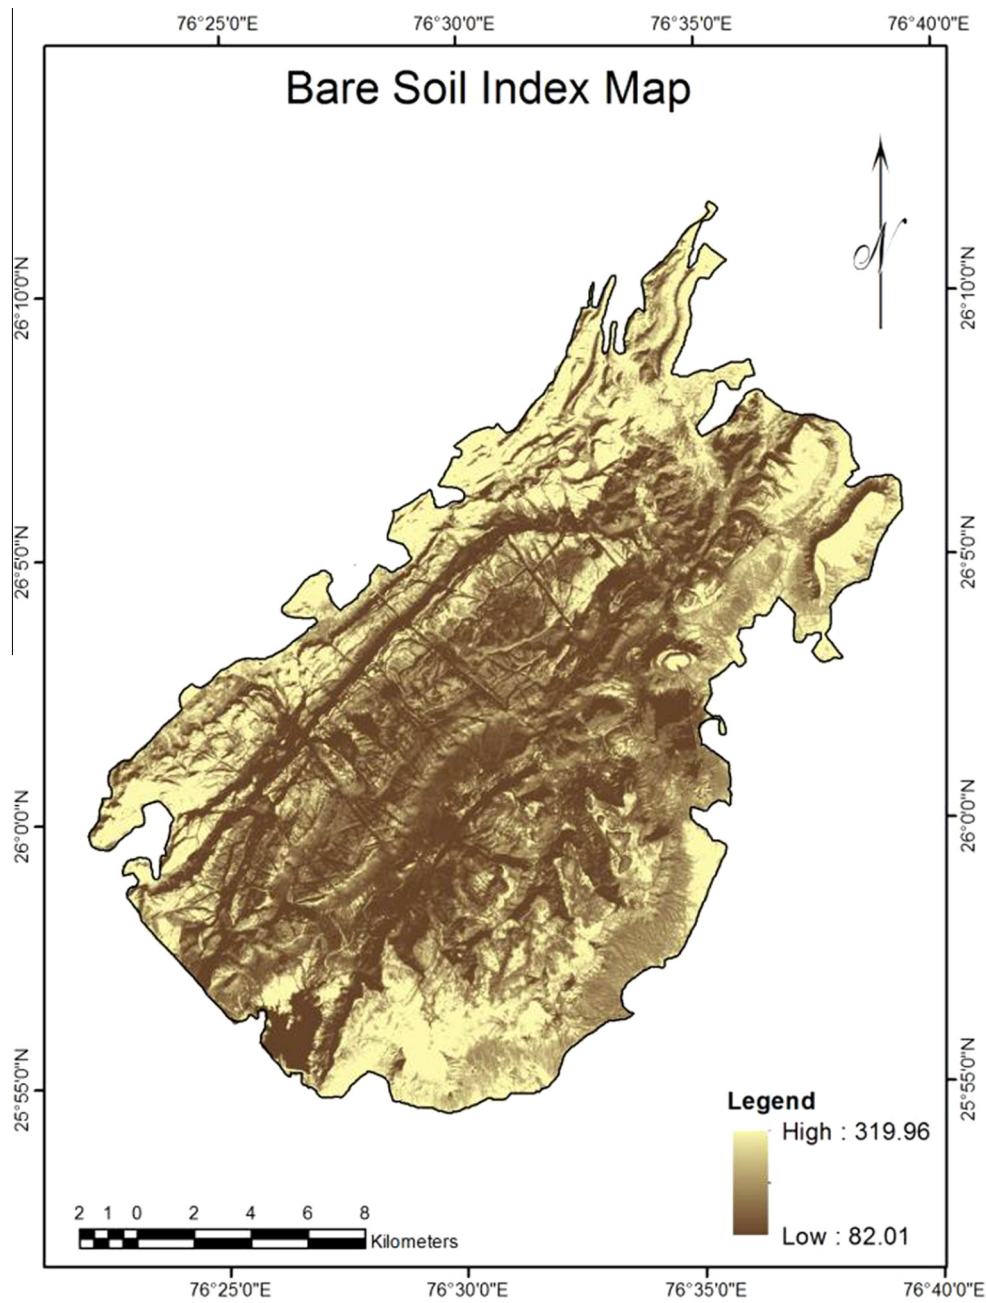 76°25'0"E 76°30'0"E 76°35'0"E 76°40'0"E
Bare Soil Index Map
N
26°10'0"N 26°10'0"N
26°5'0"N 26°5'0"N
26°0'0"N 26°0'0"N
25°55'0"N 25°55'0"N
Legend
High : 319.96
Low : 82.01
2 1 0 2 4 6 8
Kilometers
76°25'0"E 76°30'0"E 76°35'0"E 76°40'0"E